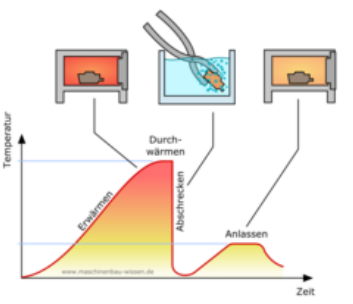 Temperatur
Durch-
wärmen
Erwärmen
Abschrecken
Anlassen
www.maschinenbau-wissen.de
Zeit